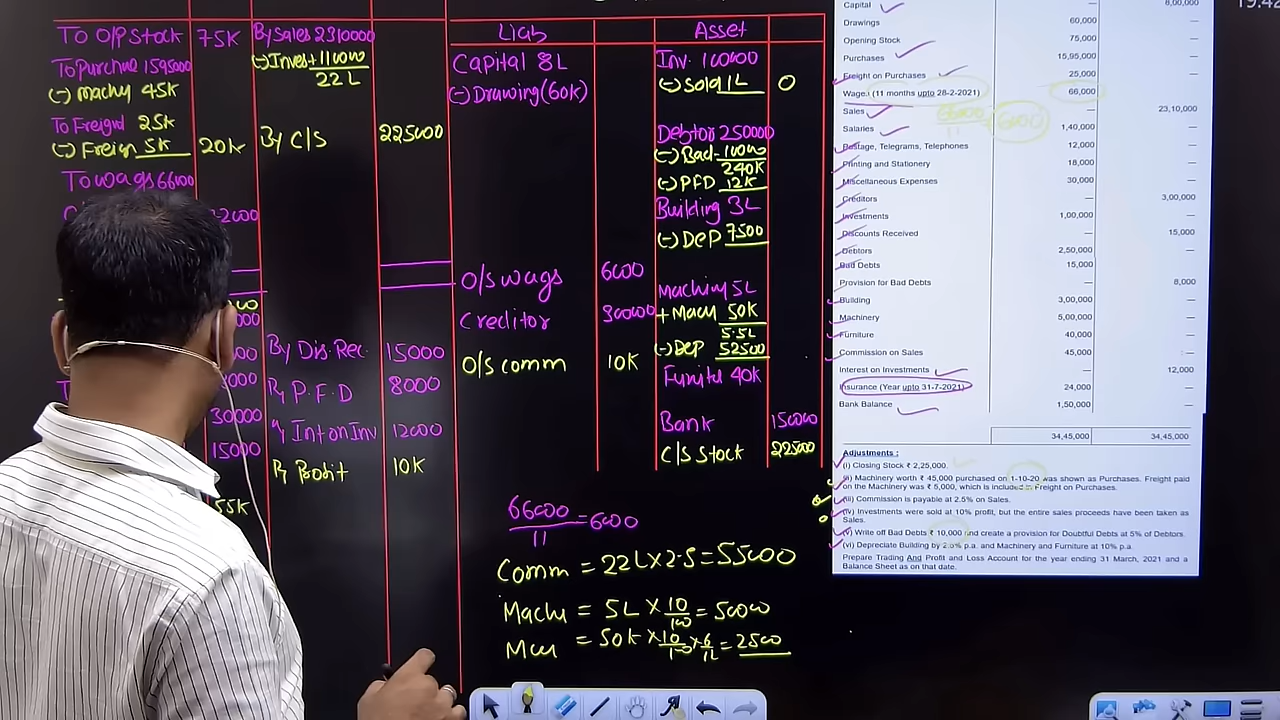 19:42
To O/p Stock 75K By Sales 2310000
To Purchase 1595000 (-) Invest 110000
(-) Machy 45K 22L
To Freigd 25K
(-) Freigh 5K 20K By C/S 225000
To Wags 66000
30000
15000
55K
By Dis. Rec. 15000
By P.F.D 8000
By Int on Inv 12000
By Profit 10K
Liab Asset
Capital 8L
(-) Drawing (60K)
O/S Wags 6000
Creditor 300000
O/S Comm 10K
Inv. 100000
(-) Sold 1L 0
Debtor 250000
(-) Bad 10000
240K
(-) PFD 12K
Building 3L
(-) Dep 7500
Machiny 5L
+ Mach 50K
5.5L
(-) Dep 52500
Funitu 40K
Bank 150000
C/S Stock 225000
66000
11 = 6000
Comm = 22L × 2.5 = 55000
Mach = 5L × 10/100 = 50000
= 50K × 10/100 × 6/12 = 2500
Capital — 8,00,000
Drawings 60,000 —
Opening Stock 75,000 —
Purchases 15,95,000 —
Freight on Purchases 25,000 —
Wages (11 months upto 28-2-2021) 66,000 —
Sales — 23,10,000
66000
11
6000
Salaries 1,40,000 —
Postage, Telegrams, Telephones 12,000 —
Printing and Stationery 18,000 —
Miscellaneous Expenses 30,000 —
Creditors — 3,00,000
Investments 1,00,000 —
Discounts Received — 15,000
Debtors 2,50,000 —
Bad Debts 15,000 —
Provision for Bad Debts — 8,000
Building 3,00,000 —
Machinery 5,00,000 —
Furniture 40,000 —
Commission on Sales 45,000 —
Interest on Investments — 12,000
Insurance (Year upto 31-7-2021) 24,000 —
Bank Balance 1,50,000 —
34,45,000 34,45,000
Adjustments :
(i) Closing Stock ₹ 2,25,000.
(ii) Machinery worth ₹ 45,000 purchased on 1-10-20 was shown as Purchases. Freight paid
on the Machinery was ₹ 5,000, which is included in Freight on Purchases.
(iii) Commission is payable at 2.5% on Sales.
(iv) Investments were sold at 10% profit, but the entire sales proceeds have been taken as
Sales.
(v) Write off Bad Debts ₹ 10,000 and create a provision for Doubtful Debts at 5% of Debtors.
(vi) Depreciate Building by 2.5% p.a. and Machinery and Furniture at 10% p.a.
Prepare Trading And Profit and Loss Account for the year ending 31 March, 2021 and a
Balance Sheet as on that date.